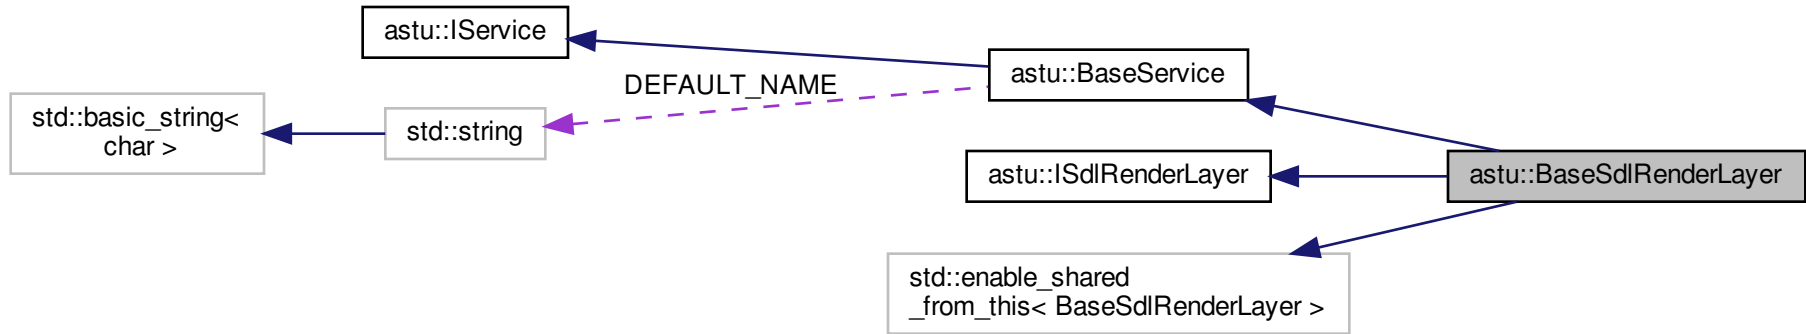 astu::IService
astu::BaseService
DEFAULT_NAME
std::basic_string<
char >
std::string
astu::ISdlRenderLayer
astu::BaseSdlRenderLayer
std::enable_shared
_from_this< BaseSdlRenderLayer >